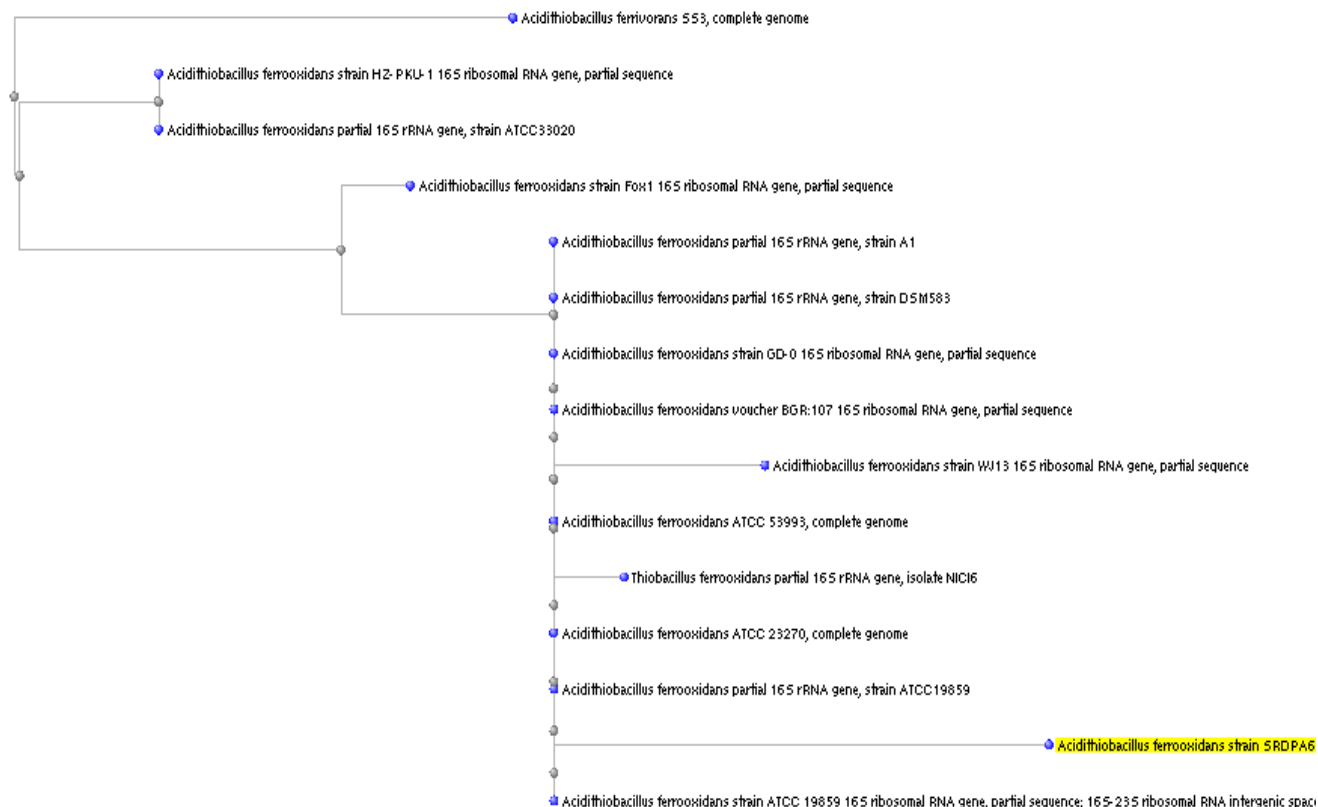 Acidithiobacillus ferrivorans SS3, complete genome
Acidithiobacillus ferrooxidans strain HZ-PKU-1 16S ribosomal RNA gene, partial sequence
Acidithiobacillus ferrooxidans partial 16S rRNA gene, strain ATCC33020
Acidithiobacillus ferrooxidans strain Fox1 16S ribosomal RNA gene, partial sequence
Acidithiobacillus ferrooxidans partial 16S rRNA gene, strain A1
Acidithiobacillus ferrooxidans partial 16S rRNA gene, strain DSM583
Acidithiobacillus ferrooxidans strain GD-0 16S ribosomal RNA gene, partial sequence
Acidithiobacillus ferrooxidans voucher BGR:107 16S ribosomal RNA gene, partial sequence
Acidithiobacillus ferrooxidans strain WJ13 16S ribosomal RNA gene, partial sequence
Acidithiobacillus ferrooxidans ATCC 53993, complete genome
Thiobacillus ferrooxidans partial 16S rRNA gene, isolate NICI6
Acidithiobacillus ferrooxidans ATCC 23270, complete genome
Acidithiobacillus ferrooxidans partial 16S rRNA gene, strain ATCC19859
Acidithiobacillus ferrooxidans strain SRDPA6
Acidithiobacillus ferrooxidans strain ATCC 19859 16S ribosomal RNA gene, partial sequence; 16S-23S ribosomal RNA intergenic spac